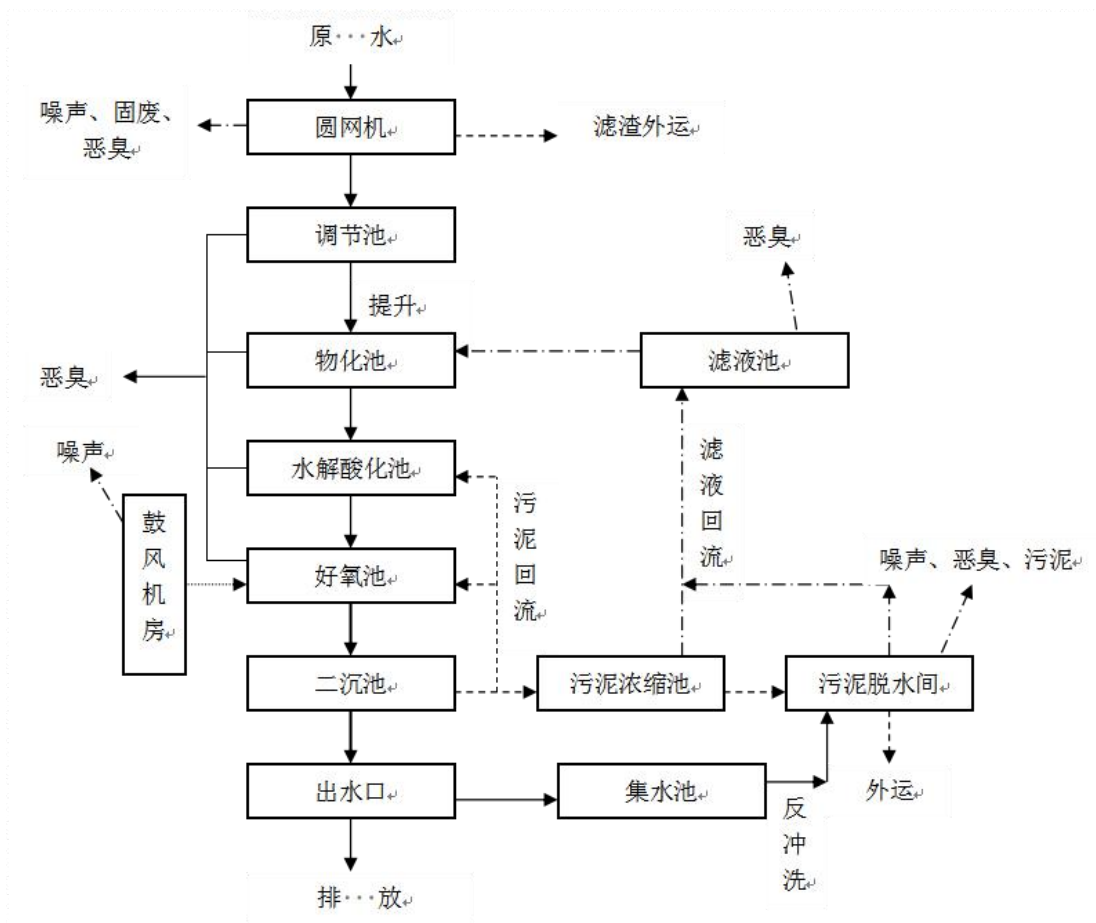 原···水
噪声、固废、
恶臭
圆网机
滤渣外运
调节池
恶臭
提升
物化池
滤液池
恶臭
噪声
水解酸化池
滤液回流
污泥回流
鼓风机房
好氧池
噪声、恶臭、污泥
二沉池
污泥浓缩池
污泥脱水间
出水口
集水池
外运
反冲洗
排···放